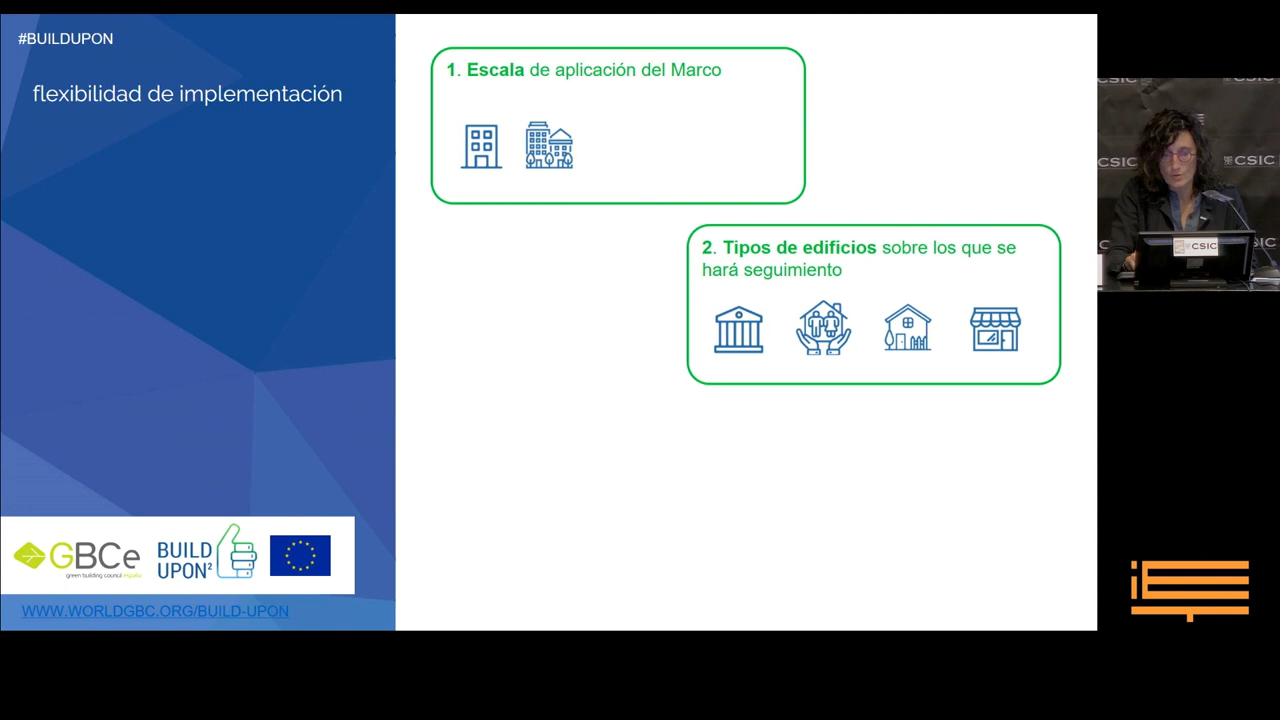 #BUILDUPON
flexibilidad de implementación
1. Escala de aplicación del Marco
2. Tipos de edificios sobre los que se
hará seguimiento
GBCe
green building council españa
BUILD
UPON²
WWW.WORLDGBC.ORG/BUILD-UPON
CSIC
CSIC
CSIC
CSIC
CSIC